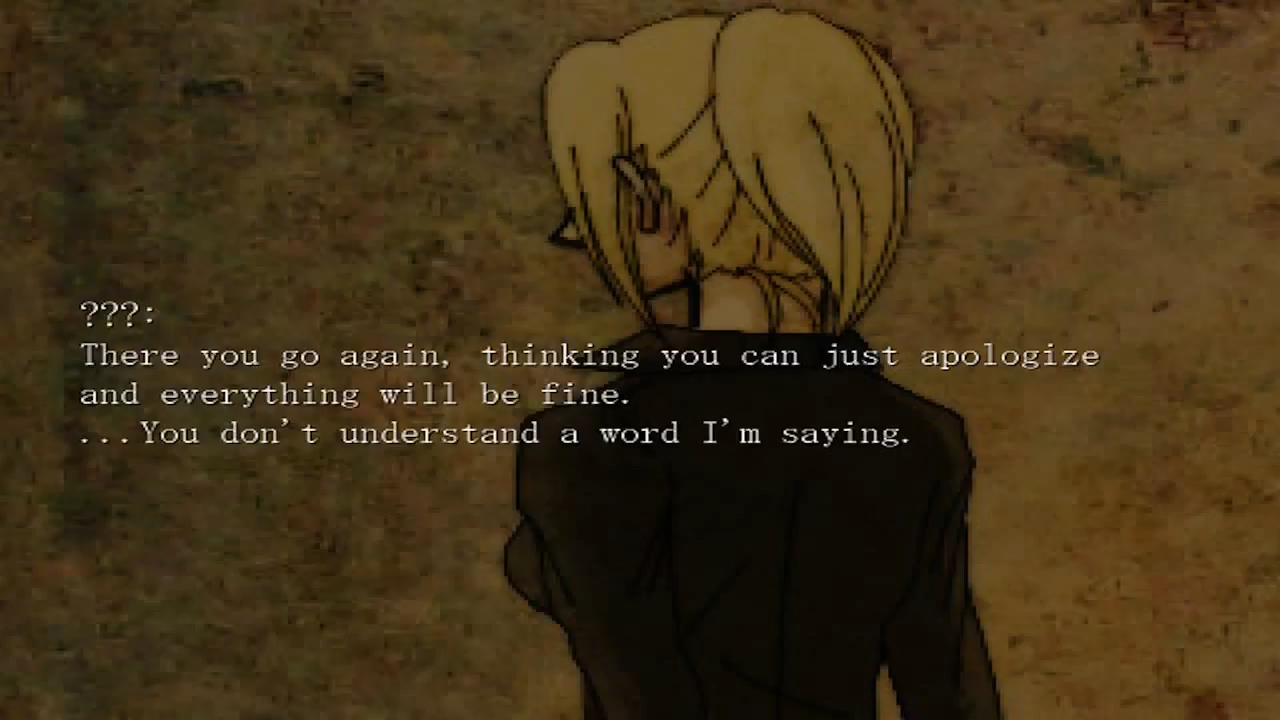 ???:
There you go again, thinking you can just apologize
and everything will be fine.
...You don't understand a word I'm saying.